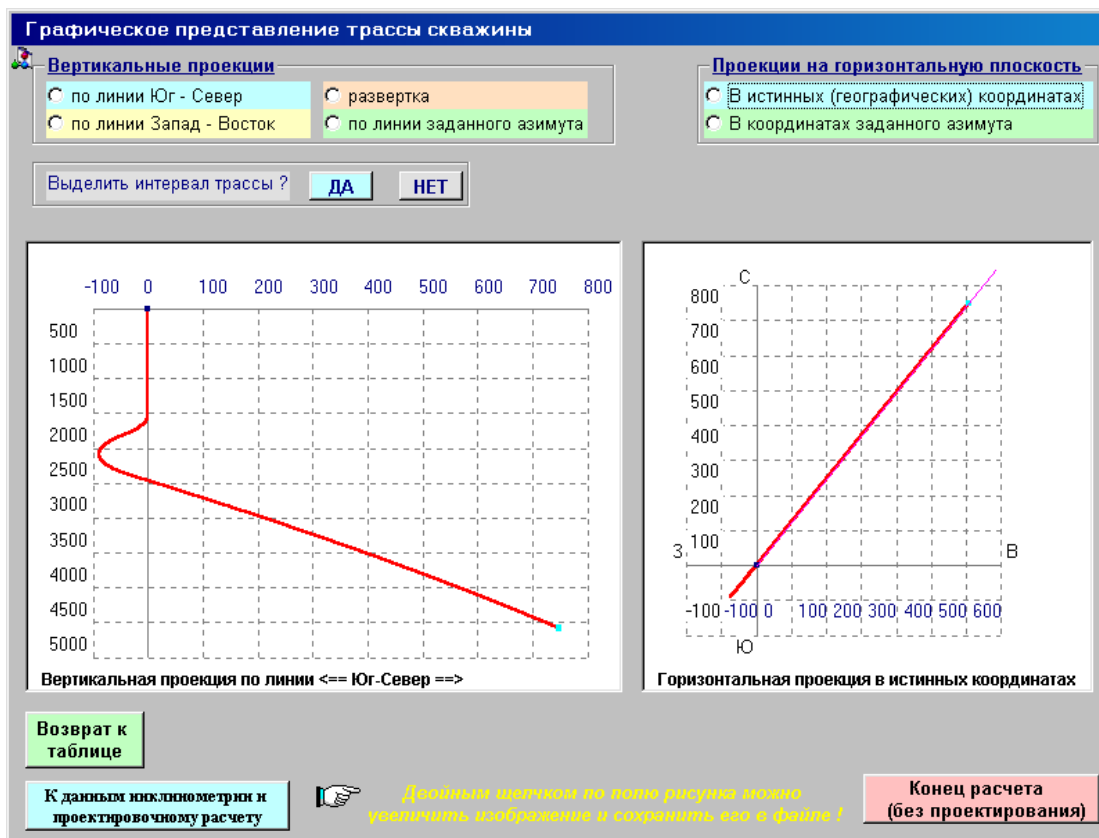 Графическое представление трассы скважины
Вертикальные проекции
по линии Юг - Север
развертка
по линии Запад - Восток
по линии заданного азимута
Проекции на горизонтальную плоскость
В истинных (географических) координатах
В координатах заданного азимута
Выделить интервал трассы ?
ДА
НЕТ
-100 0 100 200 300 400 500 600 700 800
500
1000
1500
2000
2500
3000
3500
4000
4500
5000
Вертикальная проекция по линии <== Юг-Север ==>
С
800
700
600
500
400
300
200
100
З
В
-100 -100 0 100 200 300 400 500 600
Ю
Горизонтальная проекция в истинных координатах
Возврат к
таблице
К данным инклинометрии и
проектировочному расчету
Двойным щелчком по полю рисунка можно
увеличить изображение и сохранить его в файле !
Конец расчета
(без проектирования)